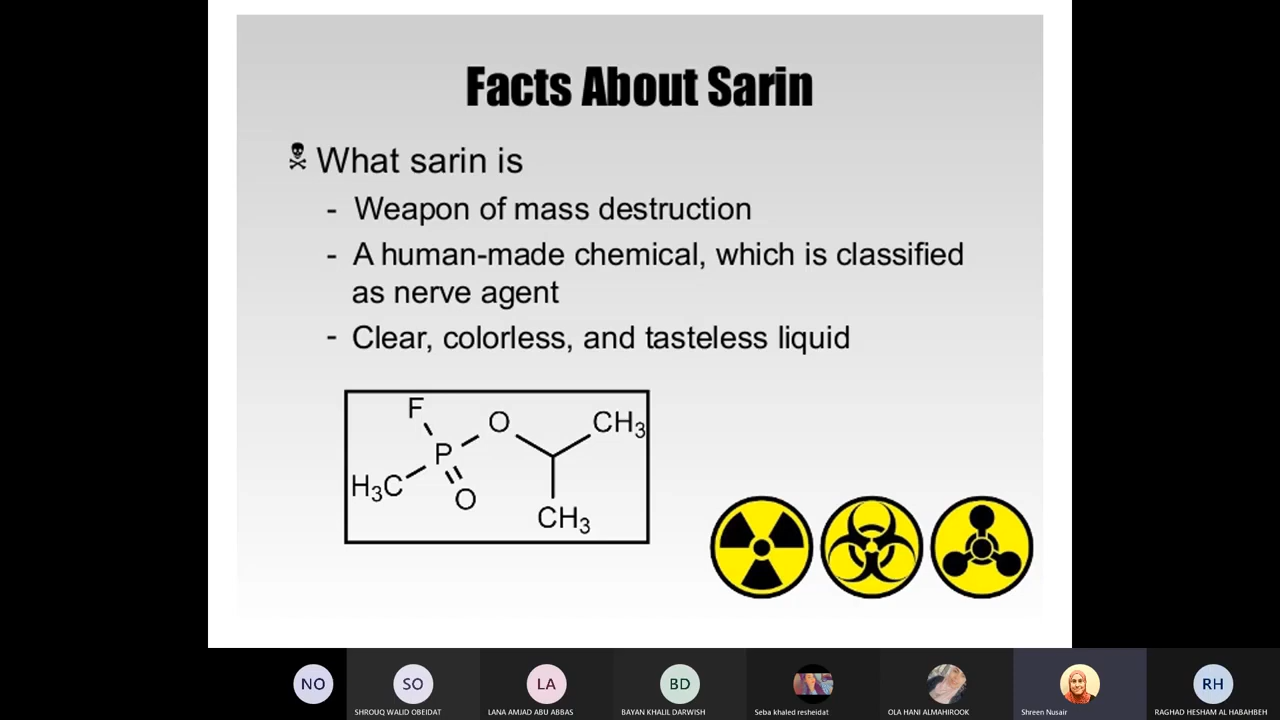 Facts About Sarin
What sarin is
- Weapon of mass destruction
- A human-made chemical, which is classified
as nerve agent
- Clear, colorless, and tasteless liquid
F
O
CH3
P
H3C
O
CH3
NO
SO
LA
BD
RH
SHROUQ WALID OBEIDAT
LANA AMJAD ABU ABBAS
BAYAN KHALIL DARWISH
Seba khaled resheidat
OLA HANI ALMAHIROOK
Shreen Nusair
RAGHAD HESHAM AL HABAHBEH